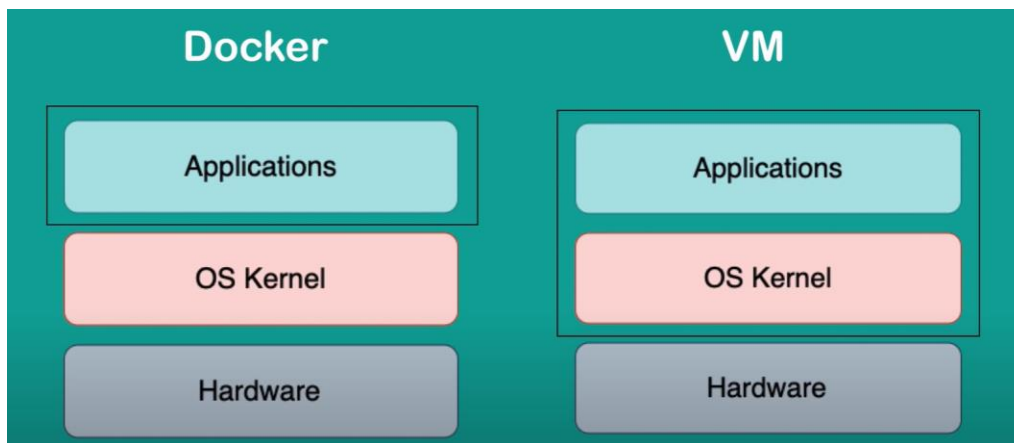 Docker
Applications
OS Kernel
Hardware
VM
Applications
OS Kernel
Hardware